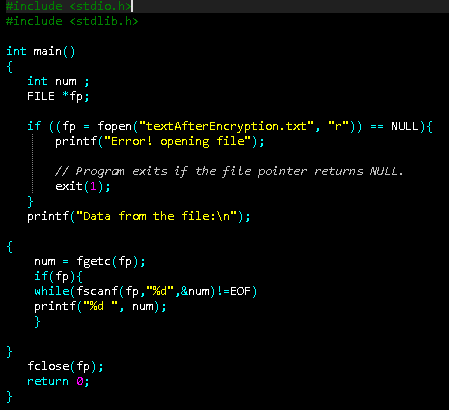 #include <stdio.h>
#include <stdlib.h>
int main()
{
int num ;
FILE *fp;
if ((fp = fopen("textAfterEncryption.txt", "r")) == NULL){
printf("Error! opening file");
// Program exits if the file pointer returns NULL.
exit(1);
}
printf("Data from the file:\n");
{
num = fgetc(fp);
if(fp){
while(fscanf(fp,"%d",&num)!=EOF)
printf("%d ", num);
}
}
fclose(fp);
return 0;
}